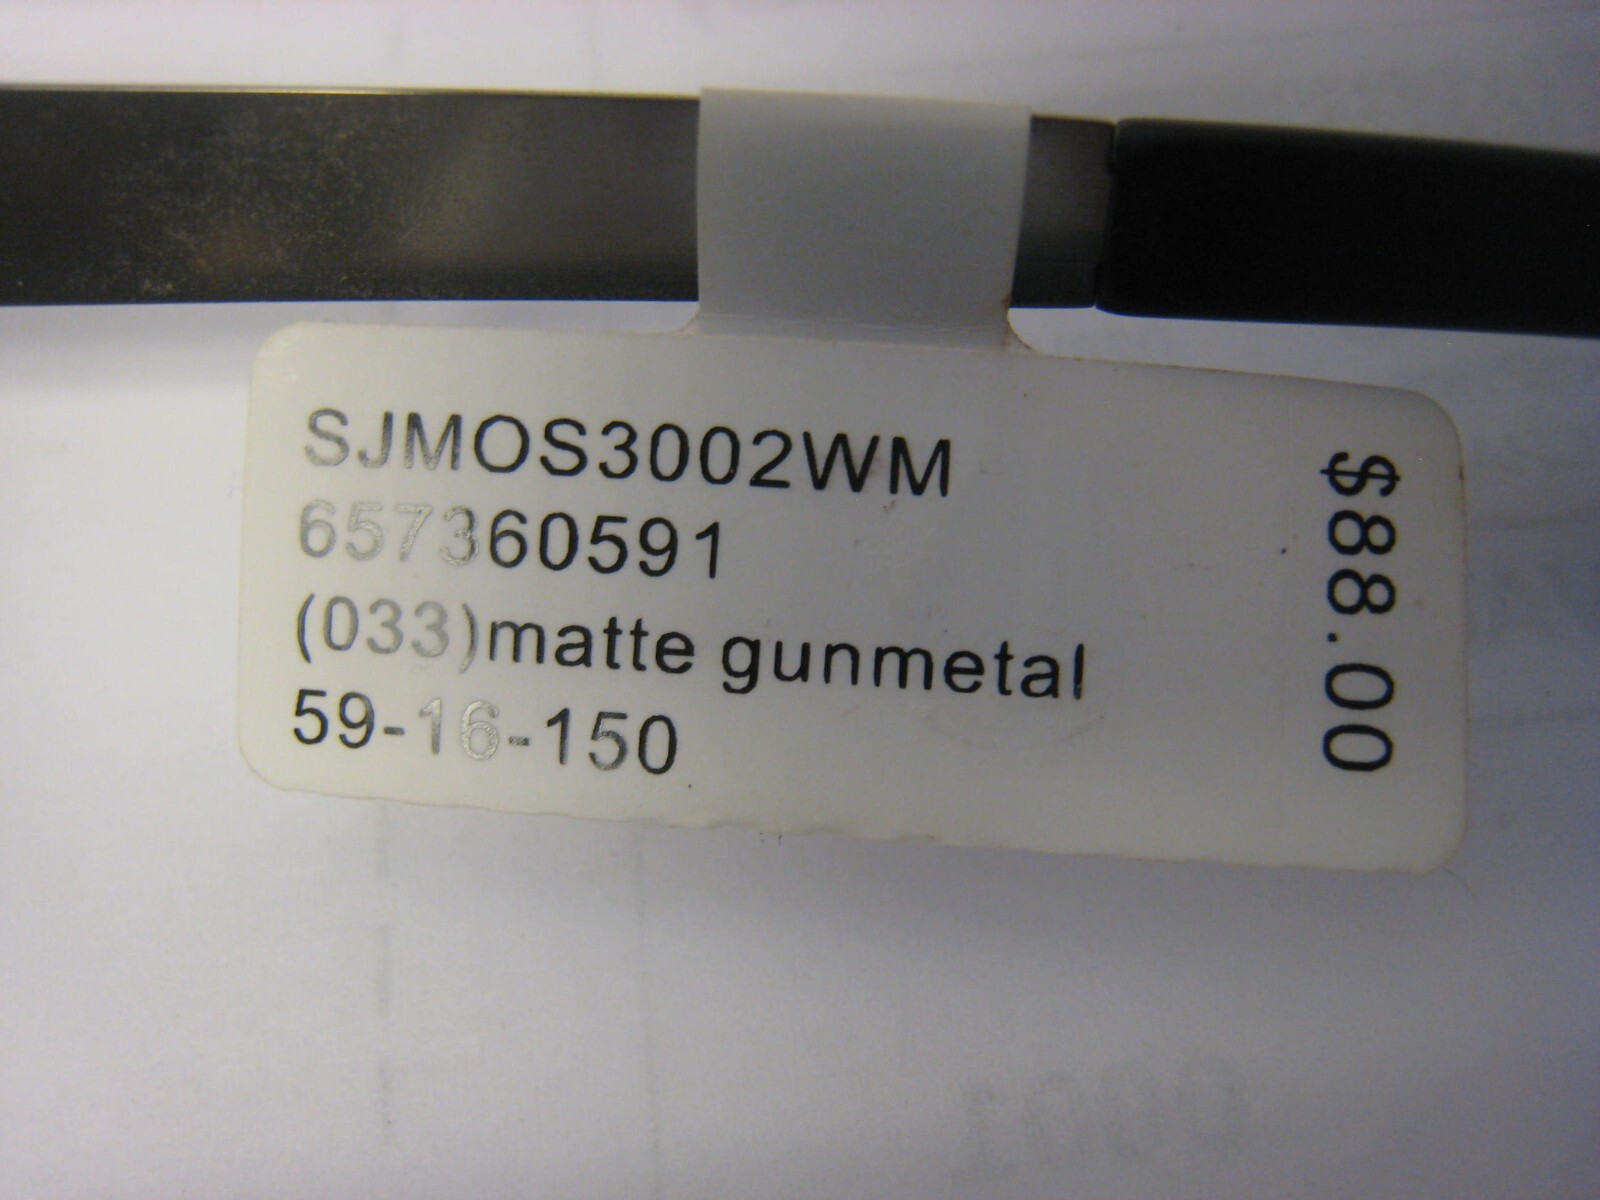 SJMOS3002WM
657360591
(033)matte gunmetal
59-16-150
$88.00